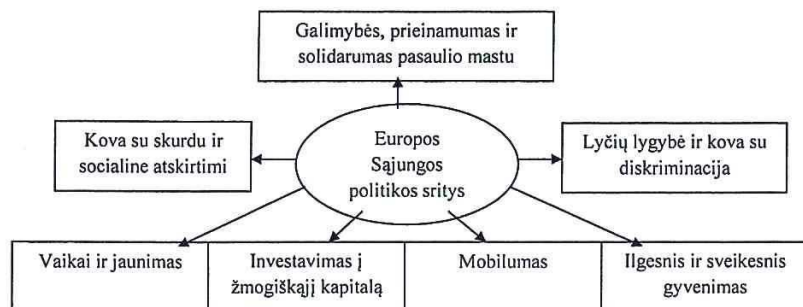 Galimybės, prieinamumas ir
solidarumas pasaulio mastu
Kova su skurdu ir
socialine atskirtimi
Europos
Sąjungos
politikos sritys
Lyčių lygybė ir kova su
diskriminacija
Vaikai ir jaunimas
Investavimas į
žmogiškąjį kapitalą
Mobilumas
Ilgesnis ir sveikesnis
gyvenimas